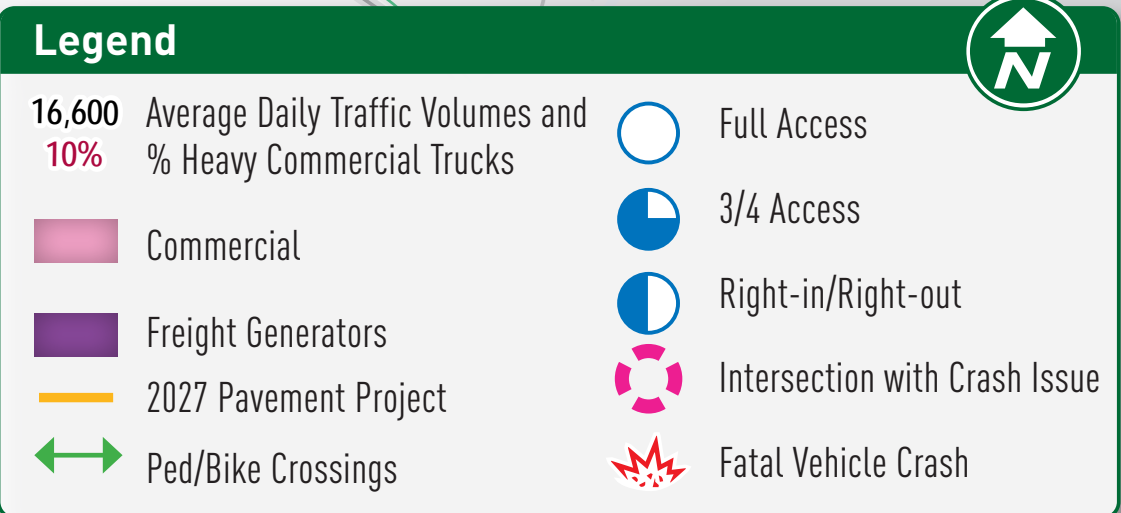 Legend
N
16,600
10%
Average Daily Traffic Volumes and
% Heavy Commercial Trucks
Commercial
Freight Generators
2027 Pavement Project
Ped/Bike Crossings
Full Access
3/4 Access
Right-in/Right-out
Intersection with Crash Issue
Fatal Vehicle Crash